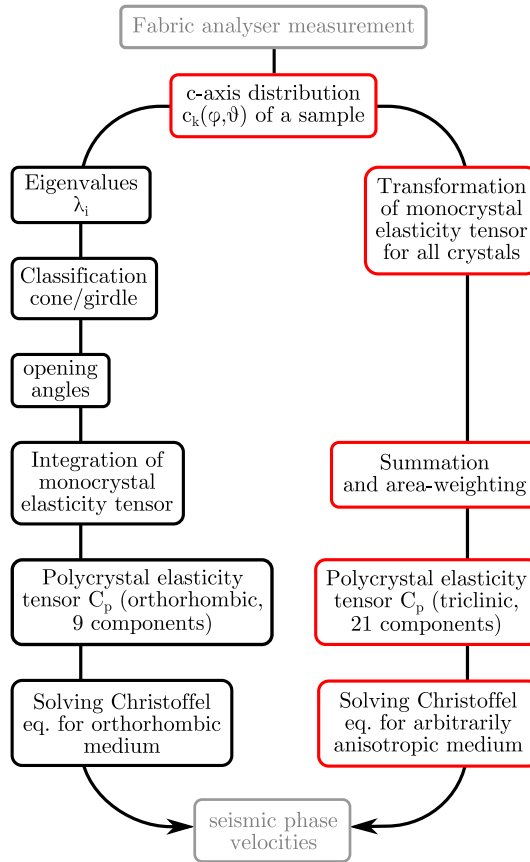 Fabric analyser measurement
c-axis distribution
cₖ(φ,ϑ) of a sample
Eigenvalues
λᵢ
Classification
cone/girdle
opening
angles
Integration of
monocrystal
elasticity tensor
Polycrystal elasticity
tensor Cₚ (orthorhombic,
9 components)
Solving Christoffel
eq. for orthorhombic
medium
Transformation
of monocrystal
elasticity tensor
for all crystals
Summation
and area-weighting
Polycrystal elasticity
tensor Cₚ (triclinic,
21 components)
Solving Christoffel
eq. for arbitrarily
anisotropic medium
seismic phase
velocities